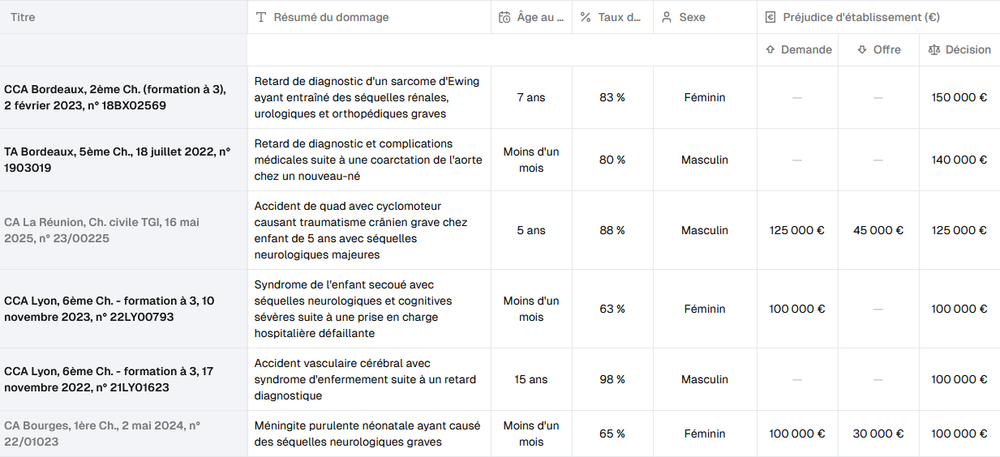 Titre
Résumé du dommage
Âge au ...
Taux d...
Sexe
Préjudice d'établissement (€)
Demande
Offre
Décision
CCA Bordeaux, 2ème Ch. (formation à 3),
2 février 2023, n° 18BX02569
Retard de diagnostic d'un sarcome d'Ewing
ayant entraîné des séquelles rénales,
urologiques et orthopédiques graves
7 ans
83 %
Féminin
—
—
150 000 €
TA Bordeaux, 5ème Ch., 18 juillet 2022, n°
1903019
Retard de diagnostic et complications
médicales suite à une coarctation de l'aorte
chez un nouveau-né
Moins d'un
mois
80 %
Masculin
—
—
140 000 €
CA La Réunion, Ch. civile TGI, 16 mai
2025, n° 23/00225
Accident de quad avec cyclomoteur
causant traumatisme crânien grave chez
enfant de 5 ans avec séquelles
neurologiques majeures
5 ans
88 %
Masculin
125 000 €
45 000 €
125 000 €
CCA Lyon, 6ème Ch. - formation à 3, 10
novembre 2023, n° 22LY00793
Syndrome de l'enfant secoué avec
séquelles neurologiques et cognitives
sévères suite à une prise en charge
hospitalière défaillante
Moins d'un
mois
63 %
Féminin
100 000 €
—
100 000 €
CCA Lyon, 6ème Ch. - formation à 3, 17
novembre 2022, n° 21LY01623
Accident vasculaire cérébral avec
syndrome d'enfermement suite à un retard
diagnostique
15 ans
98 %
Masculin
—
—
100 000 €
CA Bourges, 1ère Ch., 2 mai 2024, n°
22/01023
Méningite purulente néonatale ayant causé
des séquelles neurologiques graves
Moins d'un
mois
65 %
Féminin
100 000 €
30 000 €
100 000 €